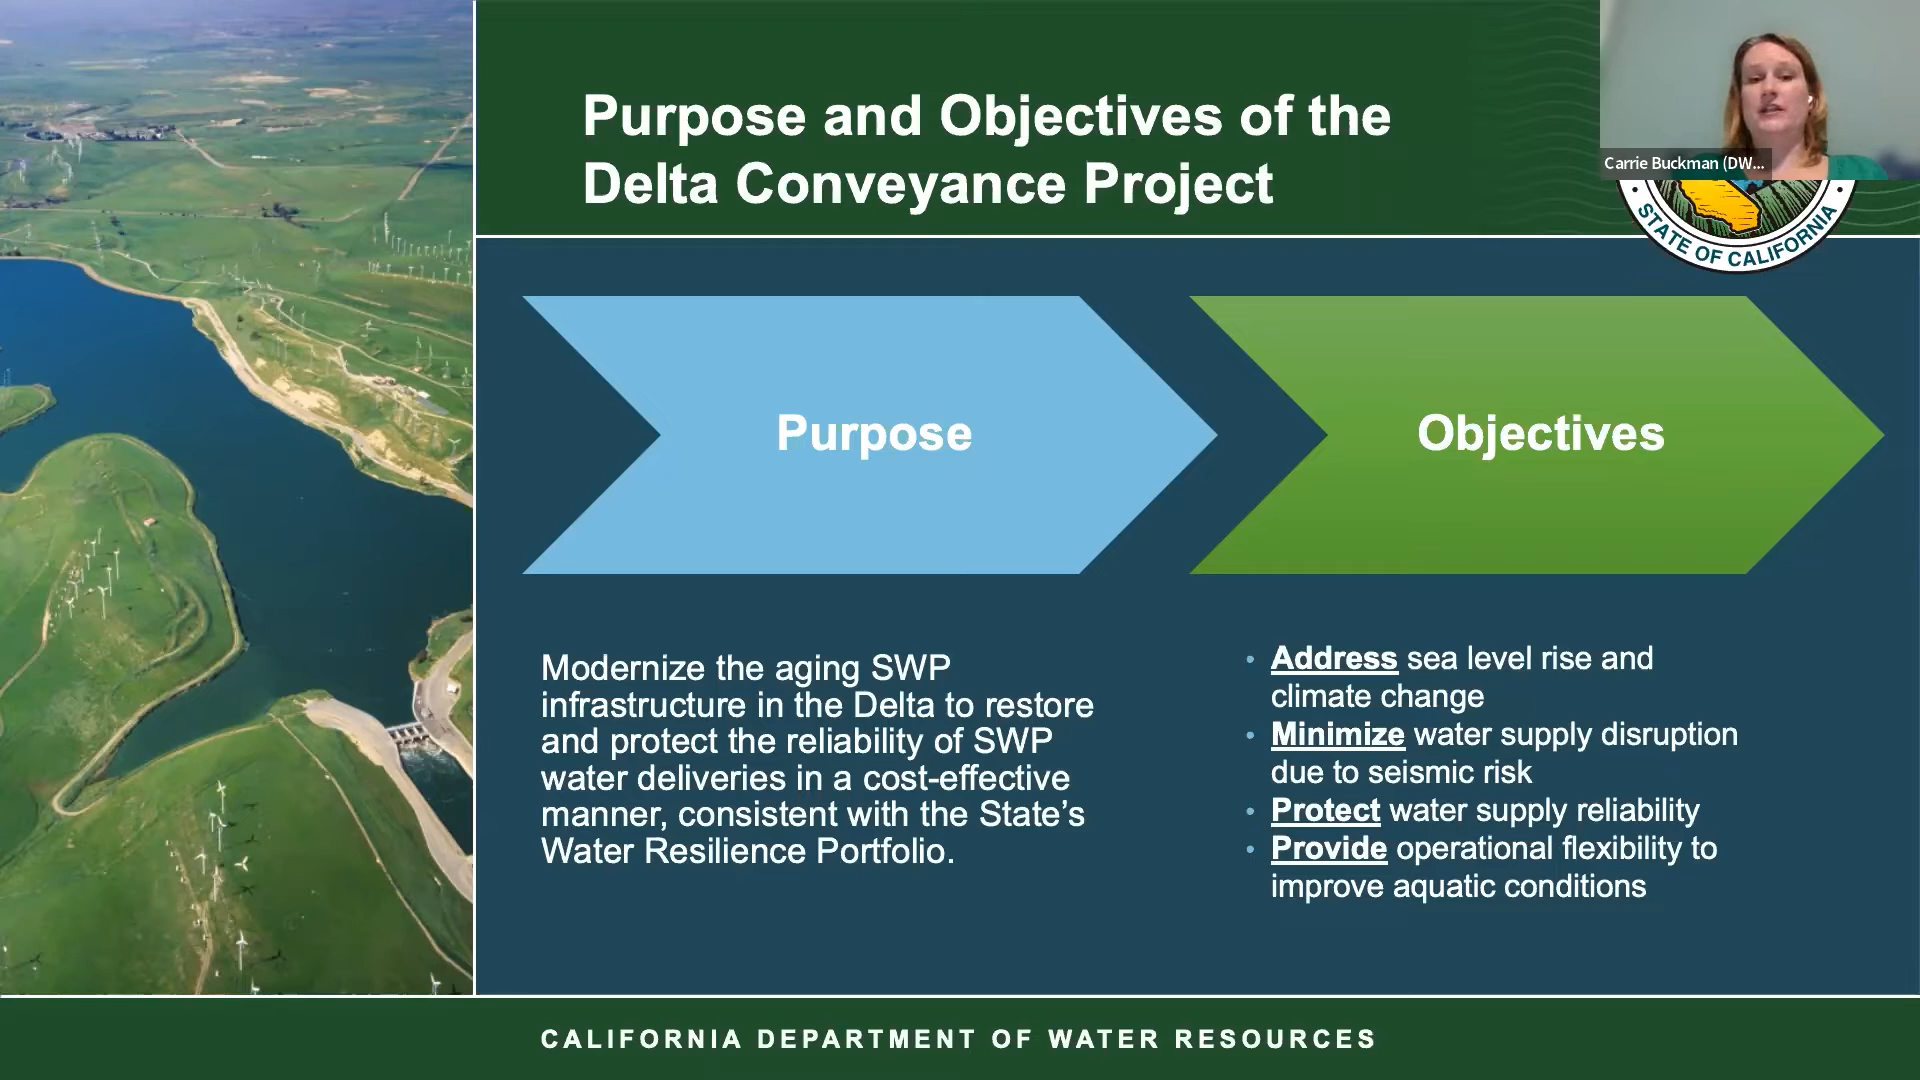 Purpose and Objectives of the
Delta Conveyance Project
Carrie Buckman (DW...
STATE OF CALIFORNIA
Purpose
Objectives
Modernize the aging SWP
infrastructure in the Delta to restore
and protect the reliability of SWP
water deliveries in a cost-effective
manner, consistent with the State’s
Water Resilience Portfolio.
• Address sea level rise and
climate change
• Minimize water supply disruption
due to seismic risk
• Protect water supply reliability
• Provide operational flexibility to
improve aquatic conditions
CALIFORNIA DEPARTMENT OF WATER RESOURCES